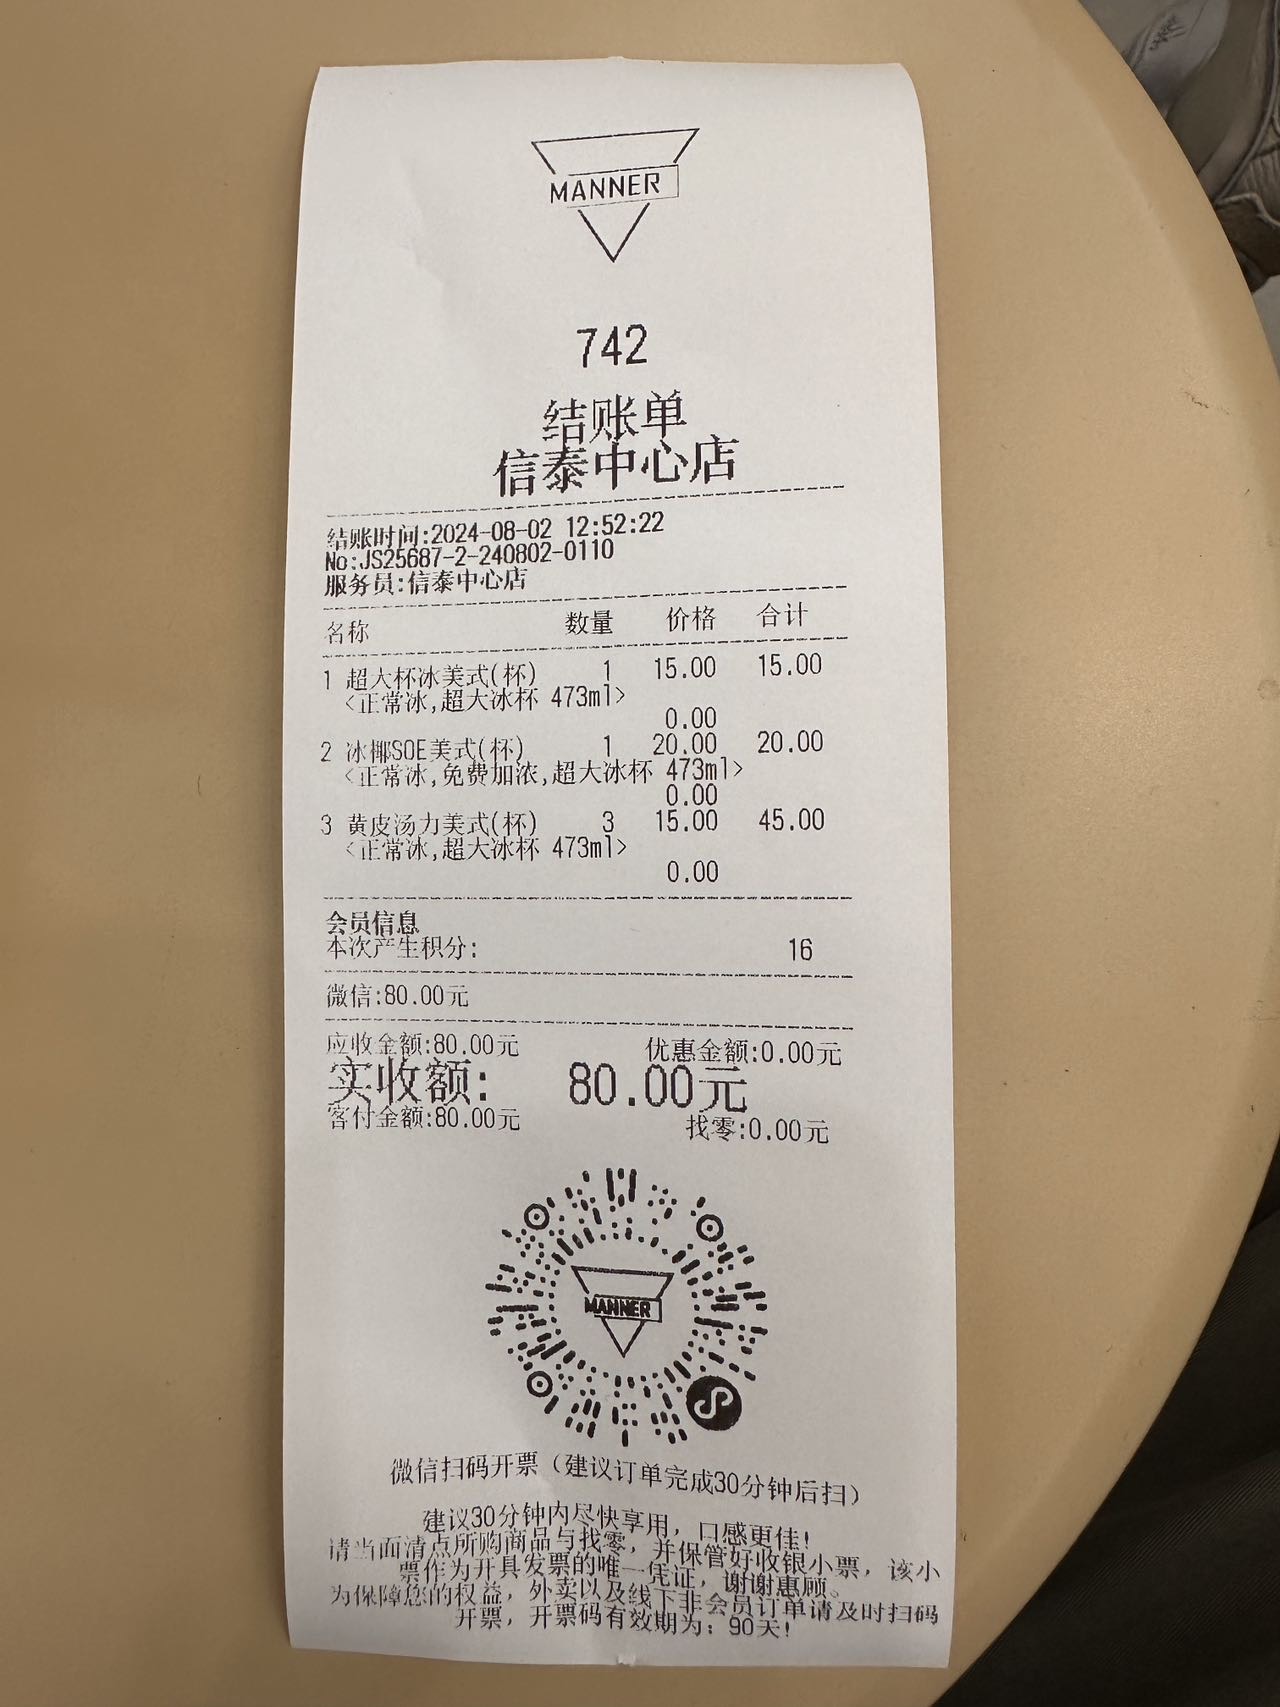 MANNER
742
结账单
信泰中心店
结账时间:2024-08-02 12:52:22
No:JS25687-2-240802-0110
服务员:信泰中心店
名称 数量 价格 合计
1 超大杯冰美式(杯) 1 15.00 15.00
<正常冰,超大冰杯 473ml>
0.00
2 冰椰SOE美式(杯) 1 20.00 20.00
<正常冰,免费加浓,超大冰杯 473ml>
0.00
3 黄皮汤力美式(杯) 3 15.00 45.00
<正常冰,超大冰杯 473ml>
0.00
会员信息
本次产生积分: 16
微信:80.00元
应收金额:80.00元 优惠金额:0.00元
实收额: 80.00元
客付金额:80.00元 找零:0.00元
MANNER
微信扫码开票（建议订单完成30分钟后扫）
建议30分钟内尽快享用，口感更佳！
请当面清点所购商品与找零，并保管好收银小票，该小
票作为开具发票的唯一凭证，谢谢惠顾。
为保障您的权益，外卖以及线下非会员订单请及时扫码
开票，开票码有效期为：90天！